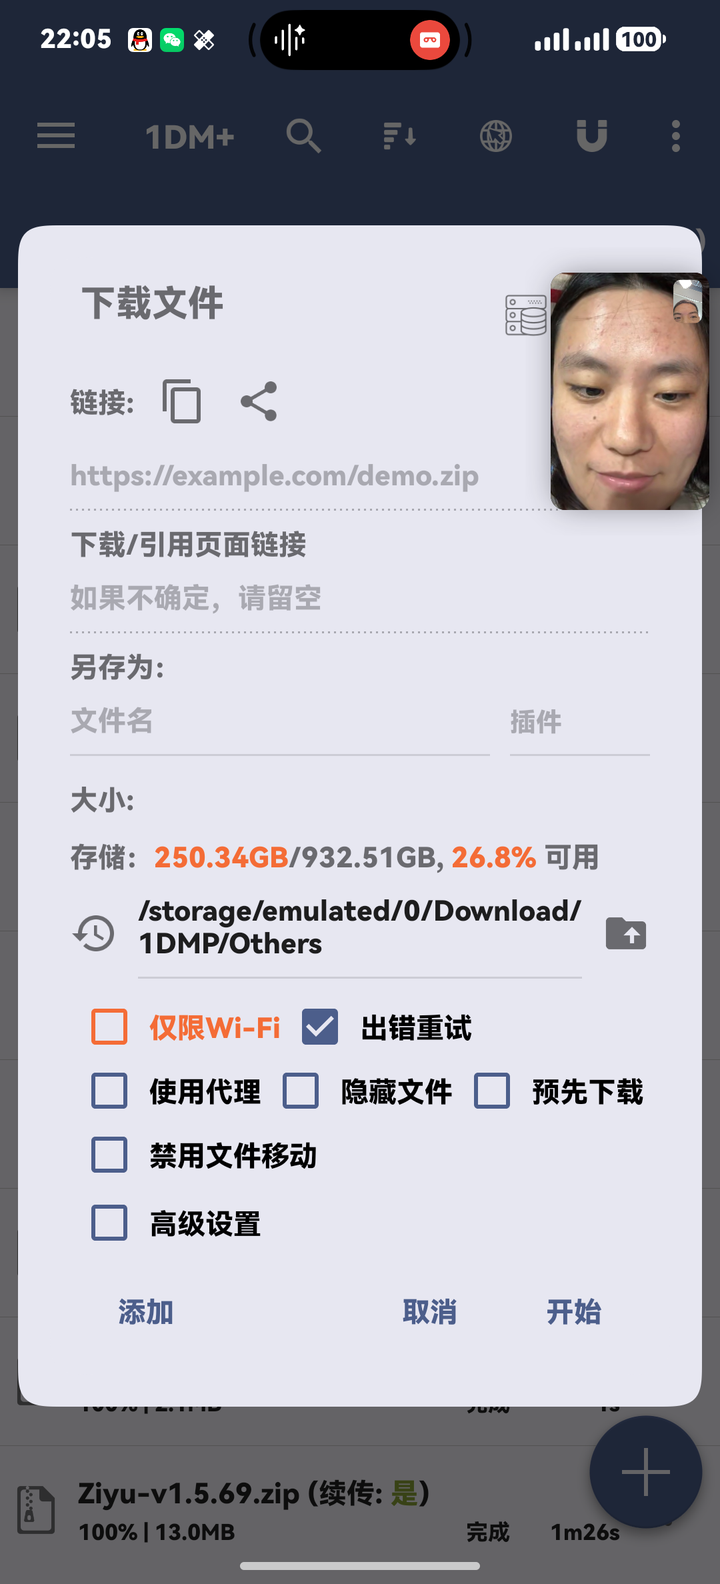 22:05
100
1DM+
下载文件
链接:
https://example.com/demo.zip
下载/引用页面链接
如果不确定，请留空
另存为:
文件名 插件
大小:
存储: 250.34GB/932.51GB, 26.8% 可用
/storage/emulated/0/Download/
1DMP/Others
仅限Wi-Fi 出错重试
使用代理 隐藏文件 预先下载
禁用文件移动
高级设置
添加 取消 开始
Ziyu-v1.5.69.zip (续传: 是)
100% | 13.0MB 完成 1m26s